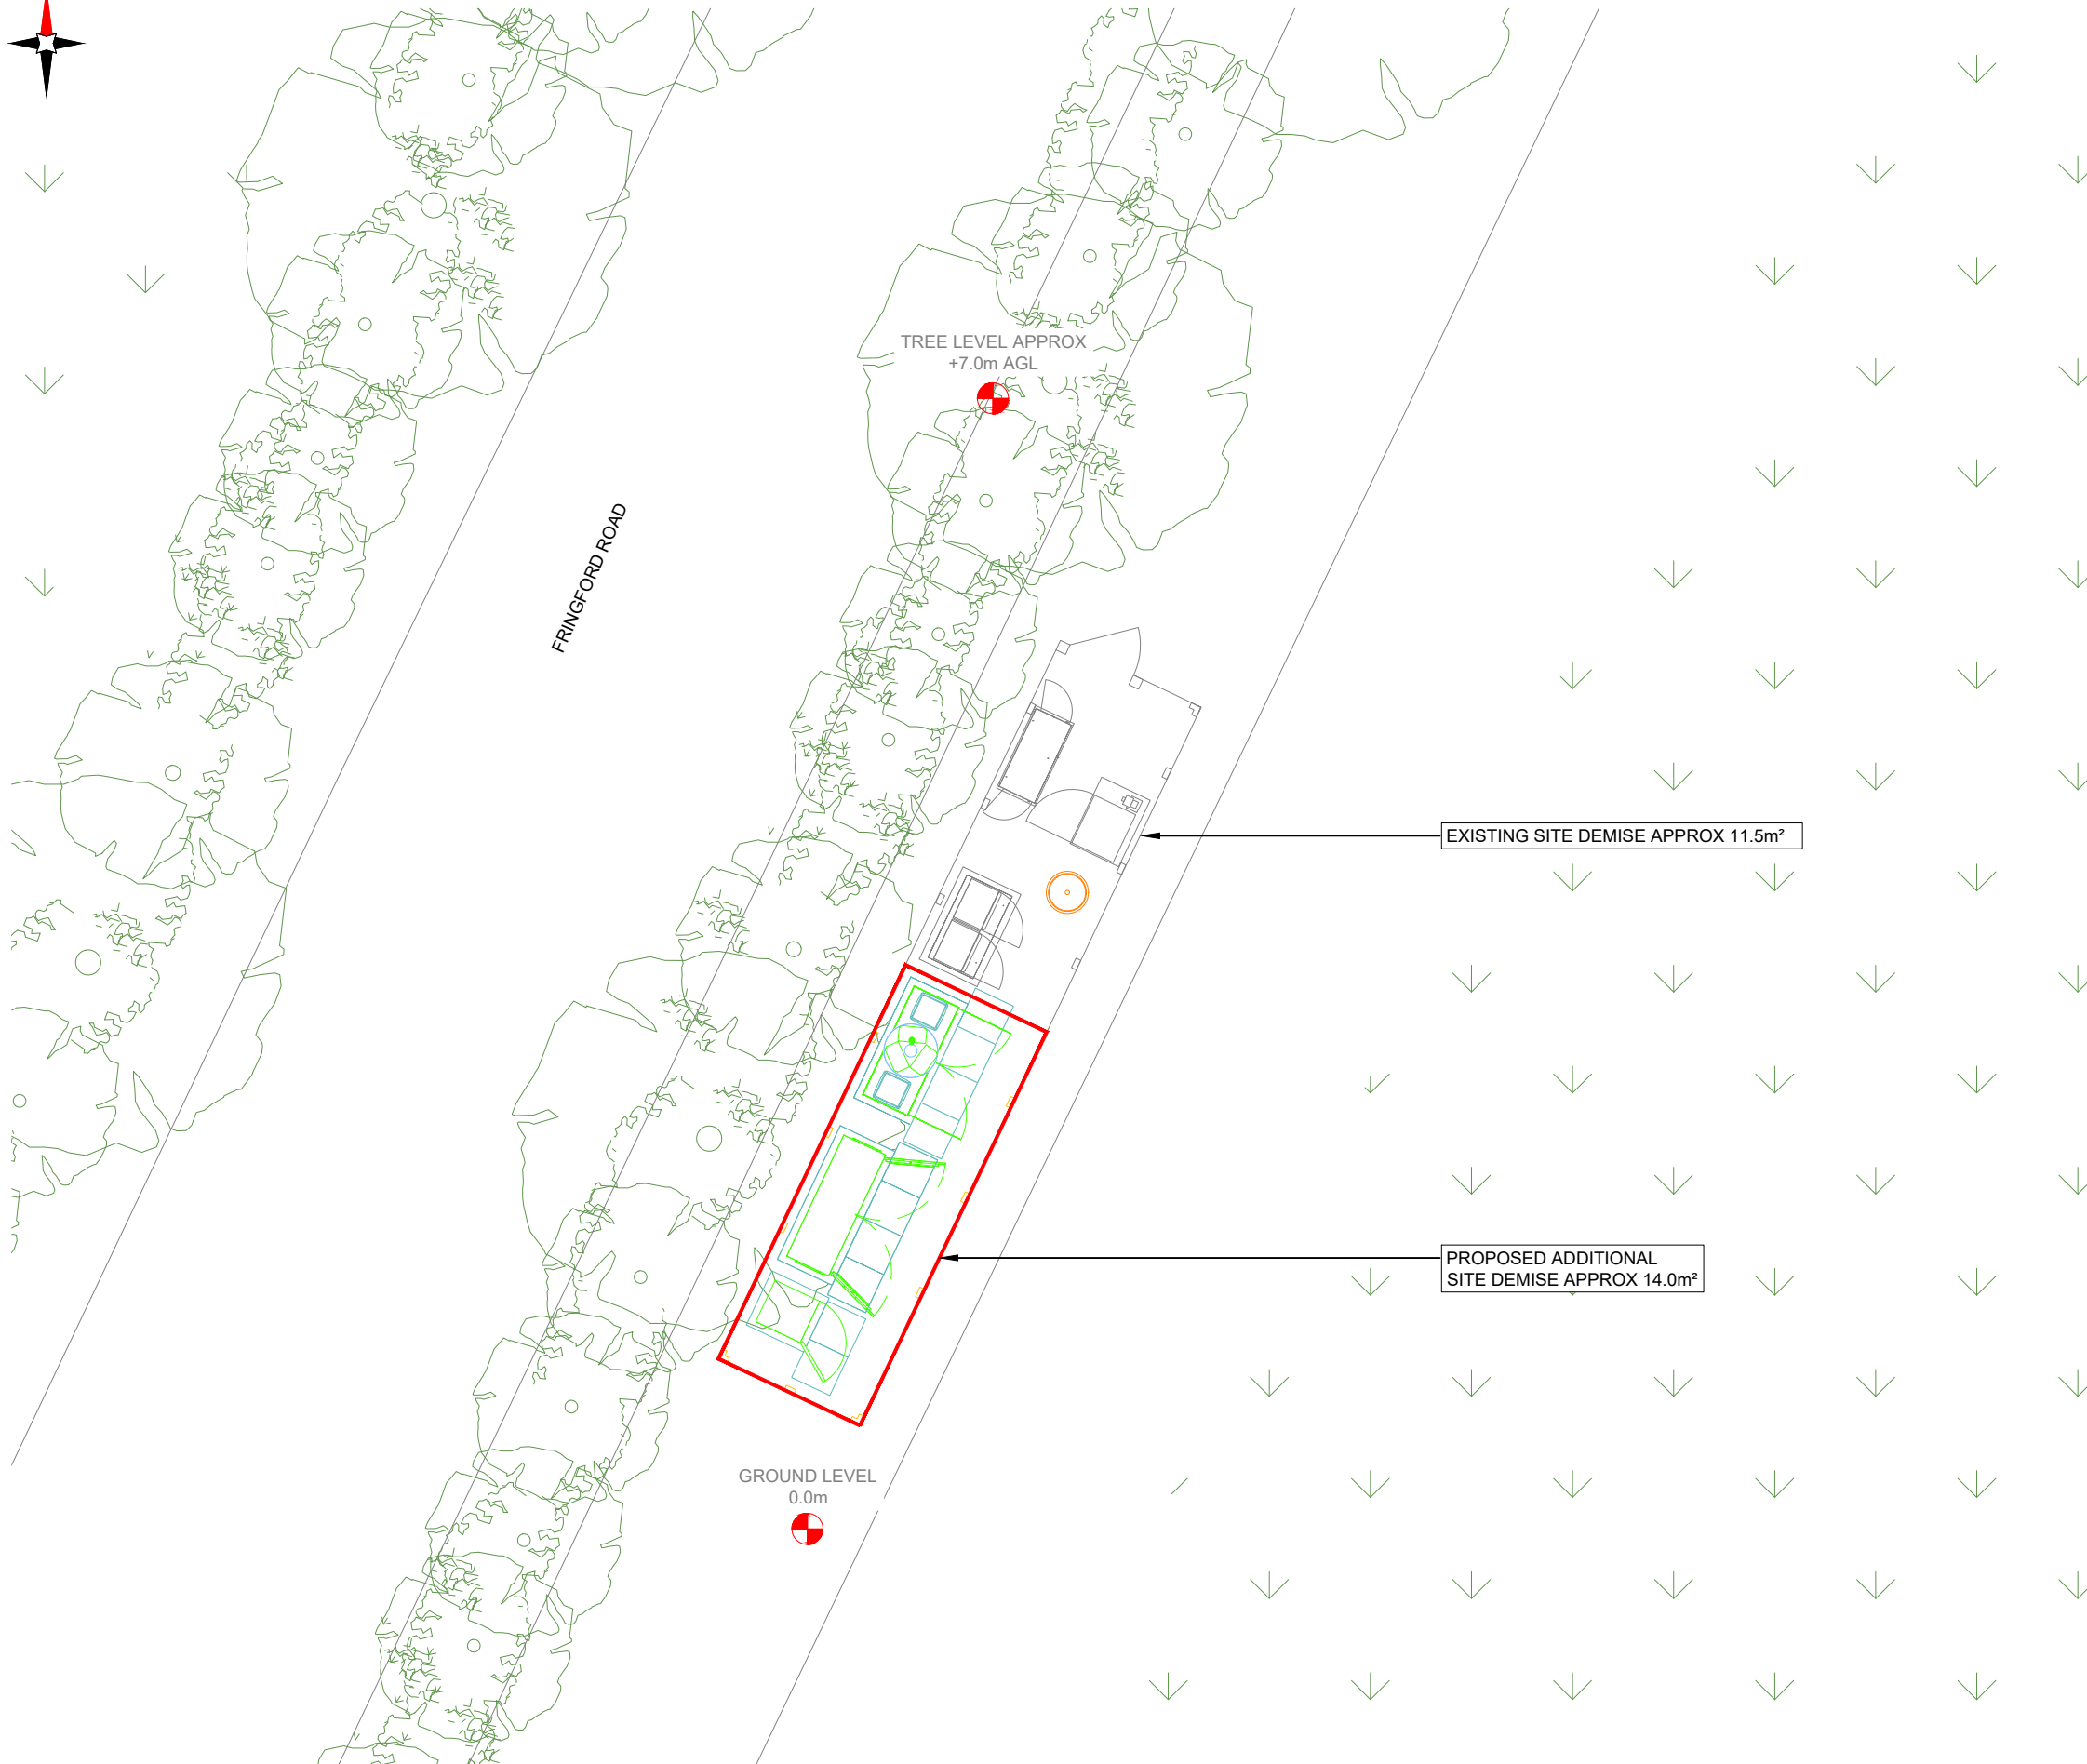 TREE LEVEL APPROX
+7.0m AGL
FRINGFORD ROAD
EXISTING SITE DEMISE APPROX 11.5m²
PROPOSED ADDITIONAL
SITE DEMISE APPROX 14.0m²
GROUND LEVEL
0.0m